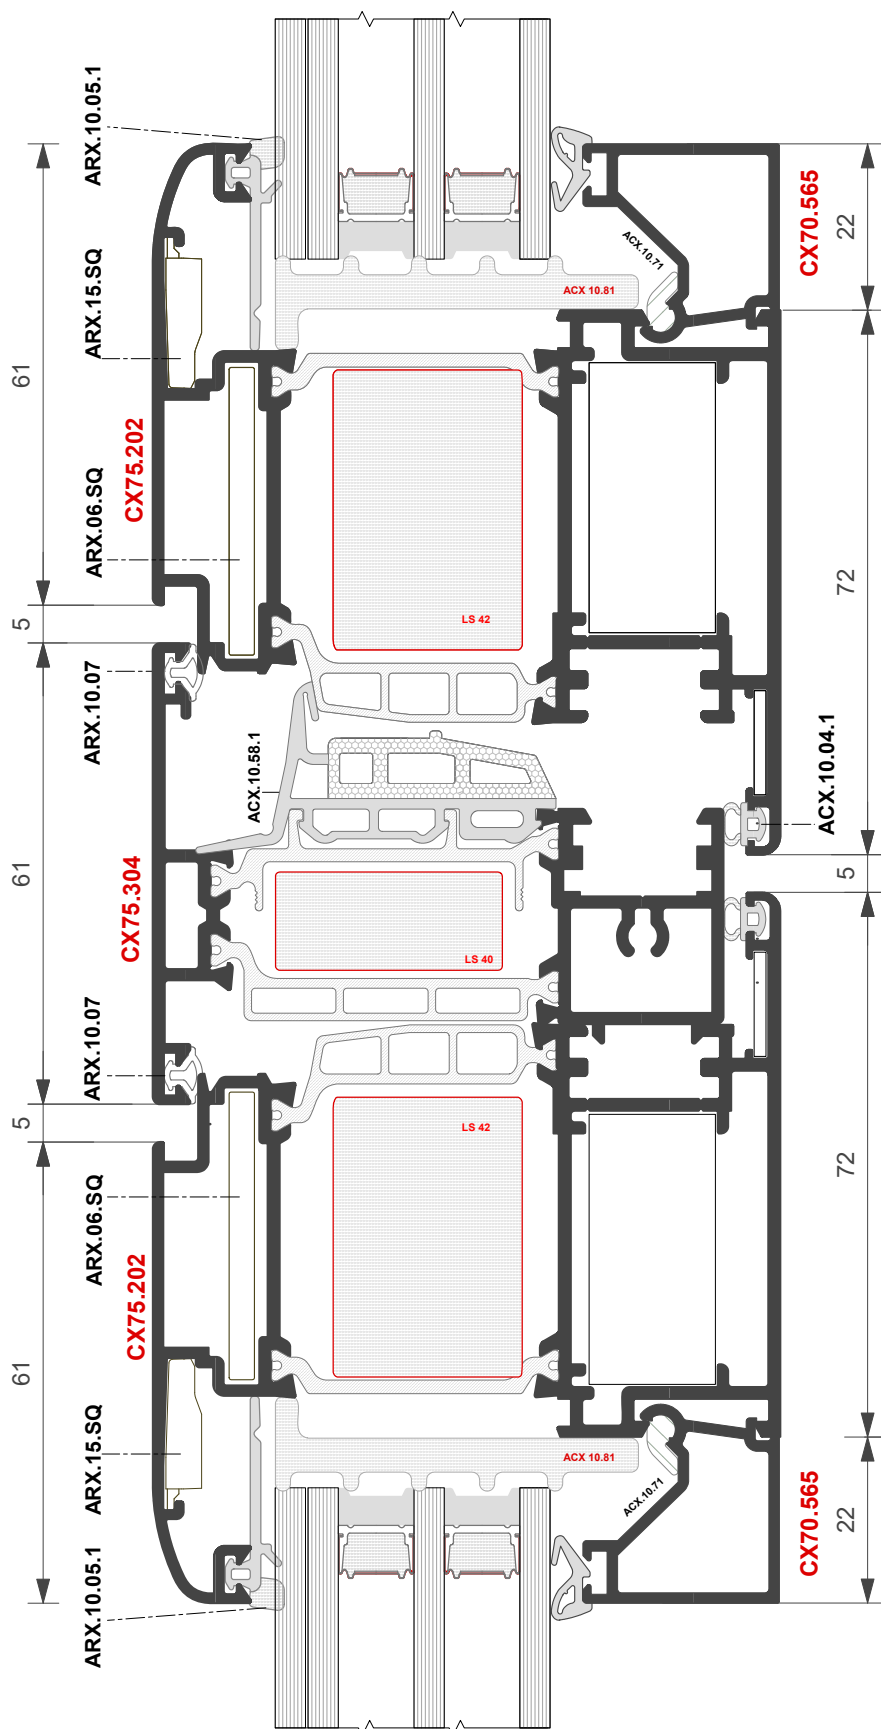 ARX.10.05.1
ARX.15.SQ
61
CX75.202
ARX.06.SQ
5
ARX.10.07
ACX.10.58.1
61
CX75.304
ARX.10.07
5
ARX.06.SQ
CX75.202
61
ARX.15.SQ
ARX.10.05.1
ACX 10.81
ACX.10.71
LS 42
LS 40
LS 42
ACX 10.81
ACX.10.71
CX70.565
22
72
ACX.10.04.1
5
72
CX70.565
22